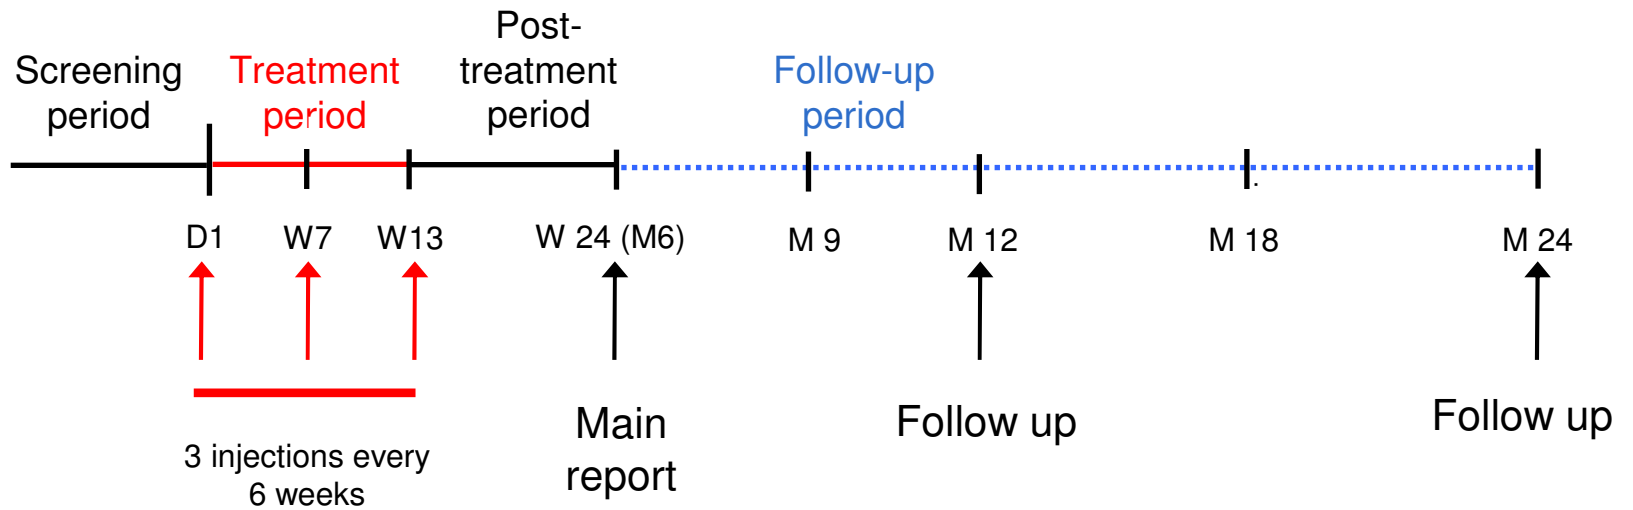 Screening
period
Treatment
period
Post-
treatment
period
Follow-up
period
D1
W7
W13
W 24 (M6)
M 9
M 12
M 18
M 24
3 injections every
6 weeks
Main
report
Follow up
Follow up